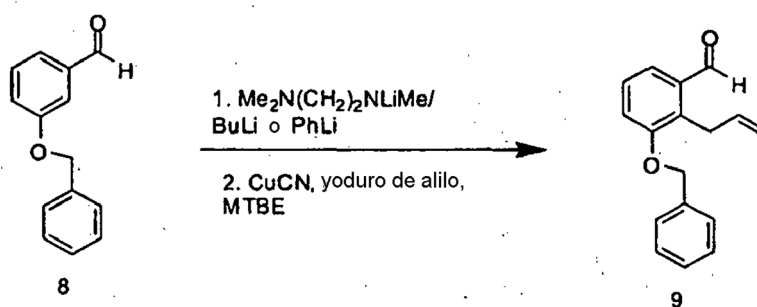 O
H
O
8
1. Me₂N(CH₂)₂NLiMe/
BuLi o PhLi
2. CuCN, yoduro de alilo,
MTBE
O
H
O
9